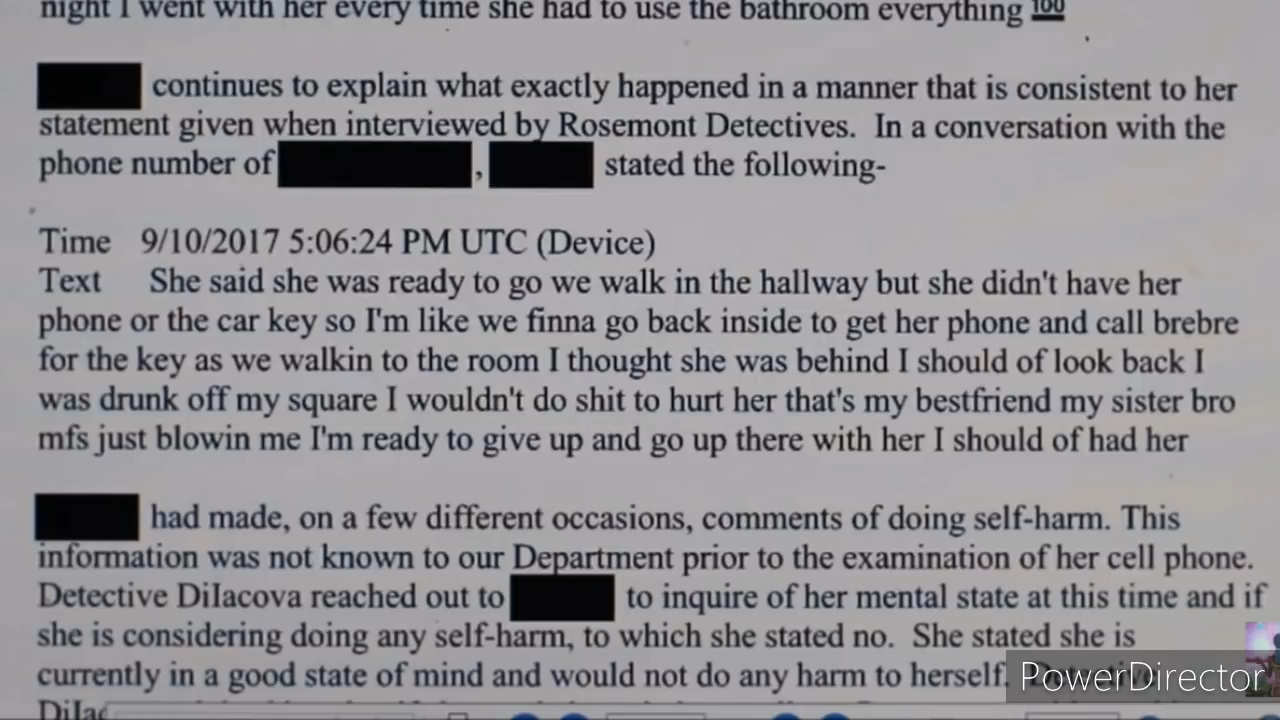 night I went with her every time she had to use the bathroom everything 100
continues to explain what exactly happened in a manner that is consistent to her
statement given when interviewed by Rosemont Detectives. In a conversation with the
phone number of , stated the following-
Time 9/10/2017 5:06:24 PM UTC (Device)
Text She said she was ready to go we walk in the hallway but she didn't have her
phone or the car key so I'm like we finna go back inside to get her phone and call brebre
for the key as we walkin to the room I thought she was behind I should of look back I
was drunk off my square I wouldn't do shit to hurt her that's my bestfriend my sister bro
mfs just blowin me I'm ready to give up and go up there with her I should of had her
had made, on a few different occasions, comments of doing self-harm. This
information was not known to our Department prior to the examination of her cell phone.
Detective DiIacova reached out to to inquire of her mental state at this time and if
she is considering doing any self-harm, to which she stated no. She stated she is
currently in a good state of mind and would not do any harm to herself. Detective
PowerDirector